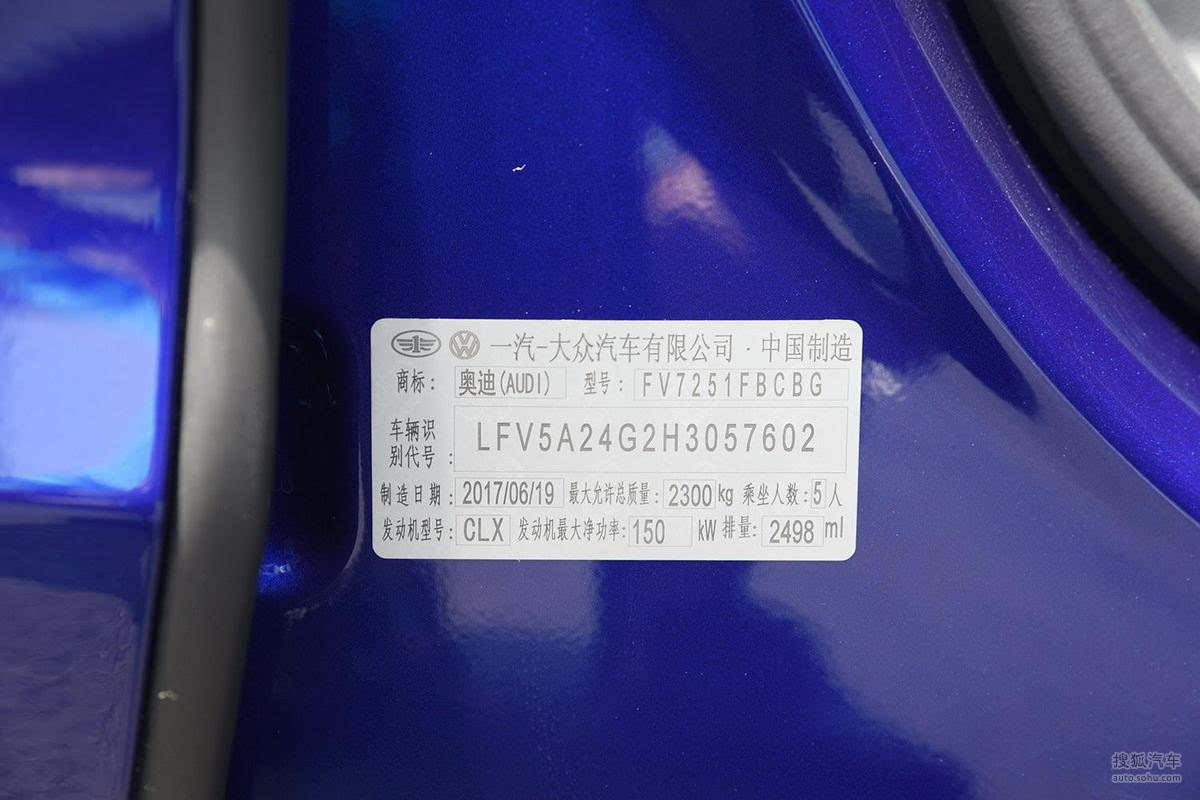 一汽-大众汽车有限公司·中国制造
商标: 奥迪(AUDI) 型号: FV7251FBCBG
车辆识别代号: LFV5A24G2H3057602
制造日期: 2017/06/19 最大允许总质量: 2300 kg 乘坐人数: 5 人
发动机型号: CLX 发动机最大净功率: 150 kW 排量: 2498 ml
搜狐汽车
auto.sohu.com